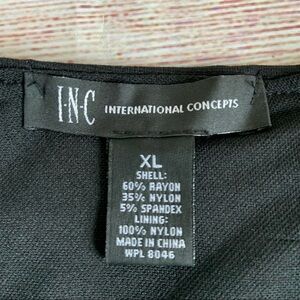 I·N·C INTERNATIONAL CONCEPTS
XL
SHELL:
60% RAYON
35% NYLON
5% SPANDEX
LINING:
100% NYLON
MADE IN CHINA
WPL 8046